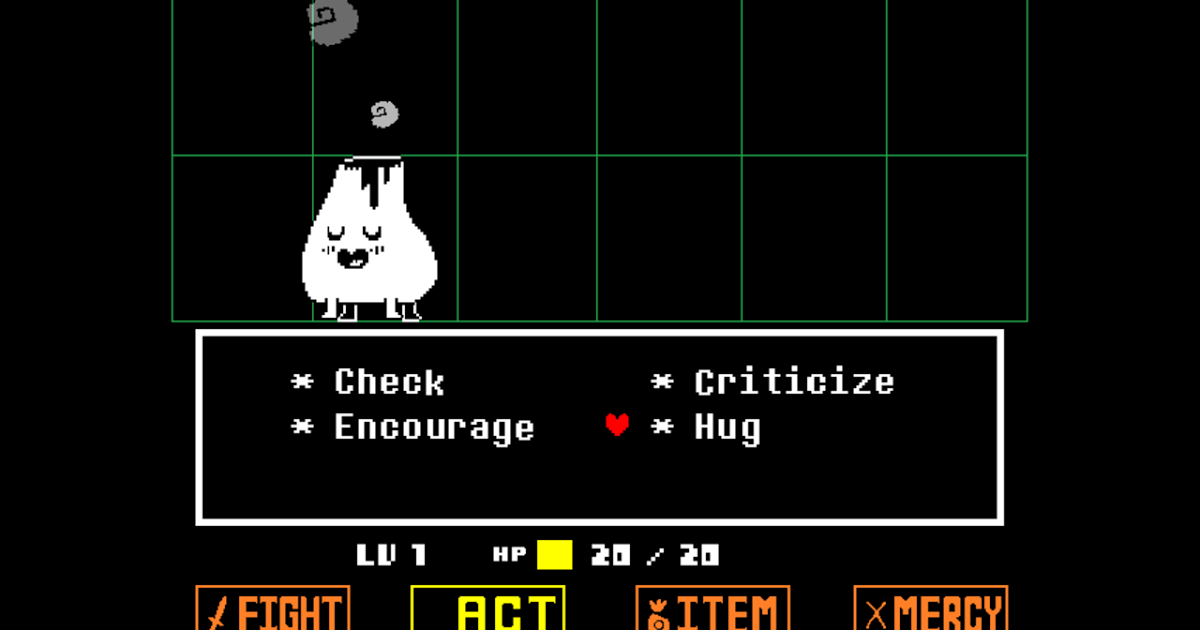 * Check * Criticize
* Encourage * Hug
LV 1 HP 20 / 20
FIGHT ACT ITEM MERCY